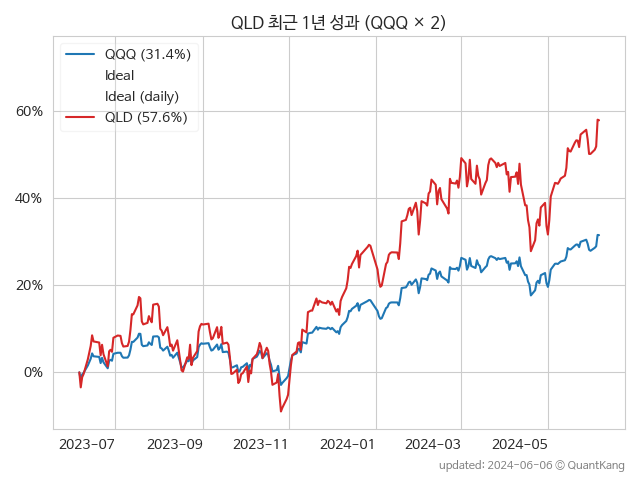 QLD 최근 1년 성과 (QQQ × 2)
QQQ (31.4%)
Ideal
Ideal (daily)
QLD (57.6%)
60%
40%
20%
0%
2023-07 2023-09 2023-11 2024-01 2024-03 2024-05
updated: 2024-06-06 © QuantKang